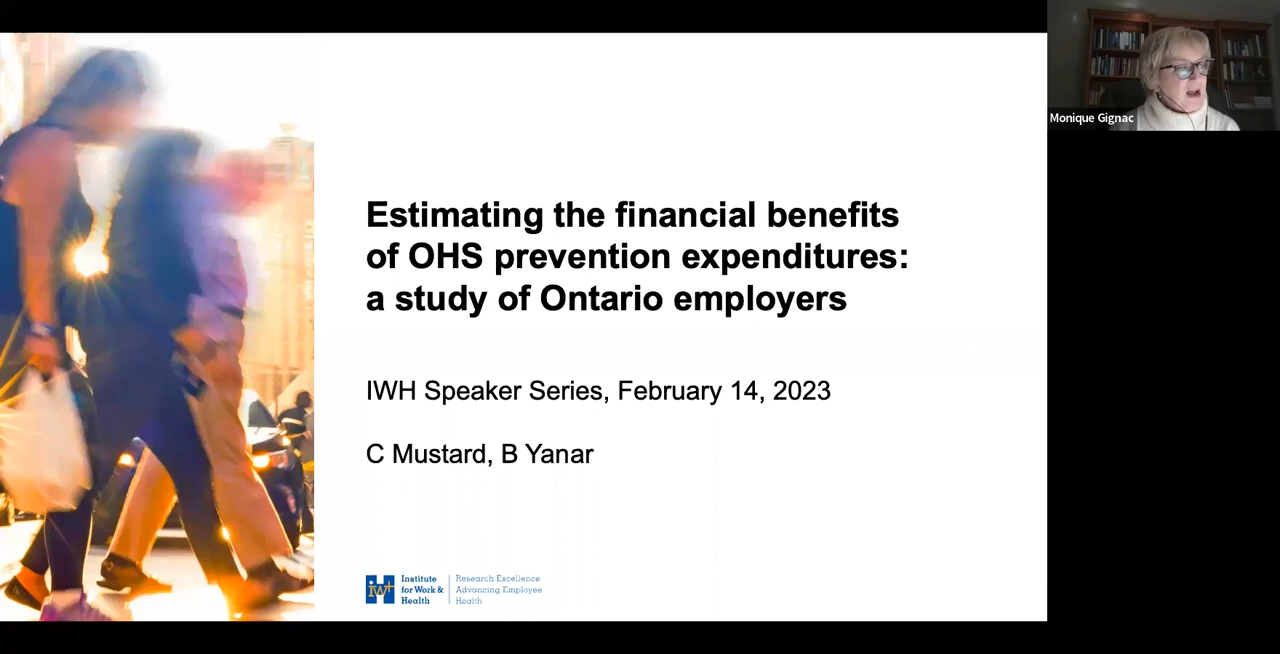 Monique Gignac
Estimating the financial benefits
of OHS prevention expenditures:
a study of Ontario employers
IWH Speaker Series, February 14, 2023
C Mustard, B Yanar
iwh
Institute
for Work &
Health
Research Excellence
Advancing Employee
Health